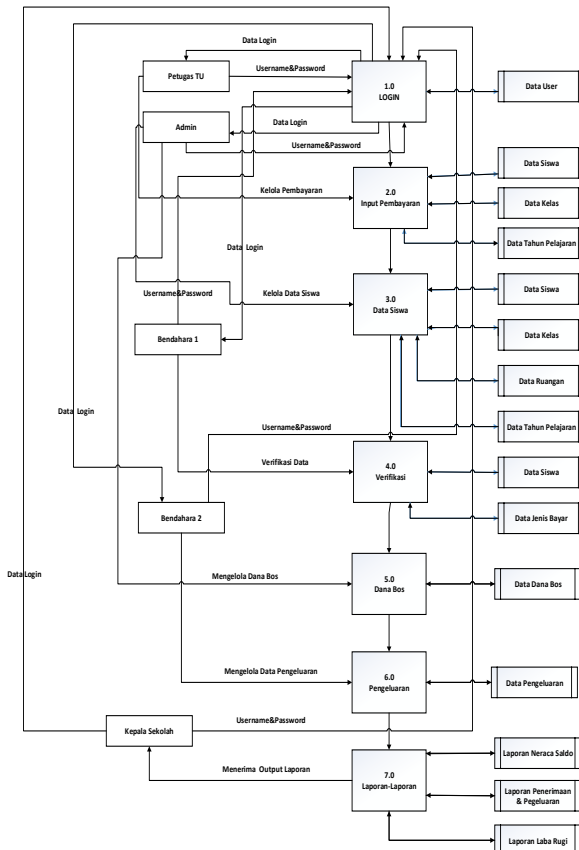 Data Login
Petugas TU
Username&Password
1.0
LOGIN
Data User
Admin
Data Login
Username&Password
Data Siswa
2.0
Input Pembayaran
Kelola Pembayaran
Data Kelas
Data Tahun Pelajaran
Data Login
Username&Password
Kelola Data Siswa
3.0
Data Siswa
Data Siswa
Data Kelas
Bendahara 1
Data Ruangan
Data Login
Username&Password
Data Tahun Pelajaran
Verifikasi Data
4.0
Verifikasi
Data Siswa
Bendahara 2
Data Jenis Bayar
Data Login
Mengelola Dana Bos
5.0
Dana Bos
Data Dana Bos
Mengelola Data Pengeluaran
6.0
Pengeluaran
Data Pengeluaran
Kepala Sekolah
Username&Password
Menerima Output Laporan
7.0
Laporan-Laporan
Laporan Neraca Saldo
Laporan Penerimaan
& Pegeluaran
Laporan Laba Rugi